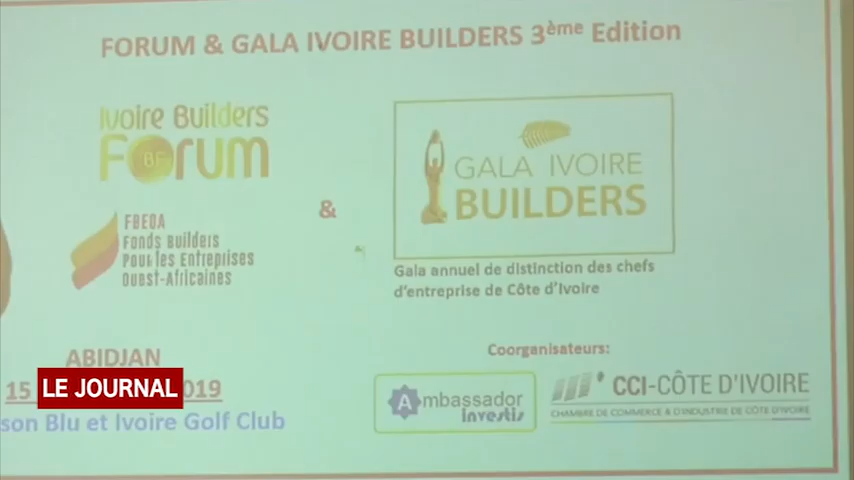 FORUM & GALA IVOIRE BUILDERS 3ème Edition
Ivoire Builders
Forum
BF
FBEOA
Fonds Builders
Pour les Entreprises
Ouest-Africaines
&
GALA IVOIRE
BUILDERS
Gala annuel de distinction des chefs
d'entreprise de Côte d'Ivoire
ABIDJAN
15
LE JOURNAL
019
son Blu et Ivoire Golf Club
Coorganisateurs:
Ambassador
Investis
CCI-CÔTE D'IVOIRE
CHAMBRE DE COMMERCE & D'INDUSTRIE DE CÔTE D'IVOIRE